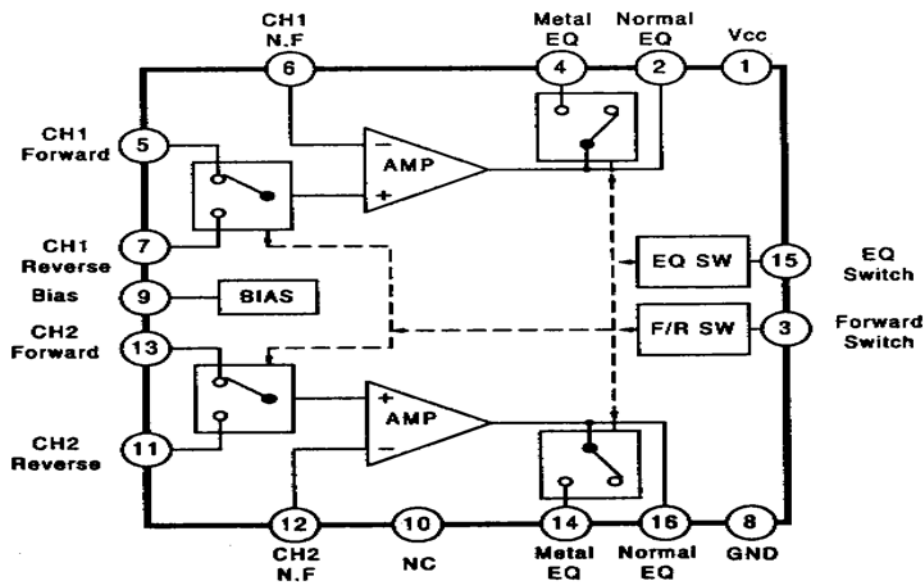 CH1
N.F
Metal
EQ
Normal
EQ
Vcc
6
4
2
1
CH1
Forward
5
−
AMP
+
CH1
Reverse
7
EQ SW
15
EQ
Switch
Bias
9
BIAS
F/R SW
3
Forward
Switch
CH2
Forward
13
+
AMP
−
CH2
Reverse
11
12
10
14
16
8
CH2
N.F
NC
Metal
EQ
Normal
EQ
GND